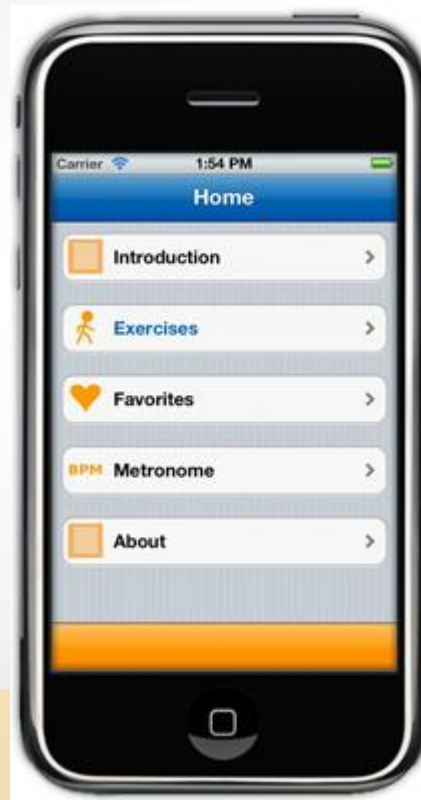 Carrier 1:54 PM
Home
Introduction
Exercises
Favorites
BPM Metronome
About